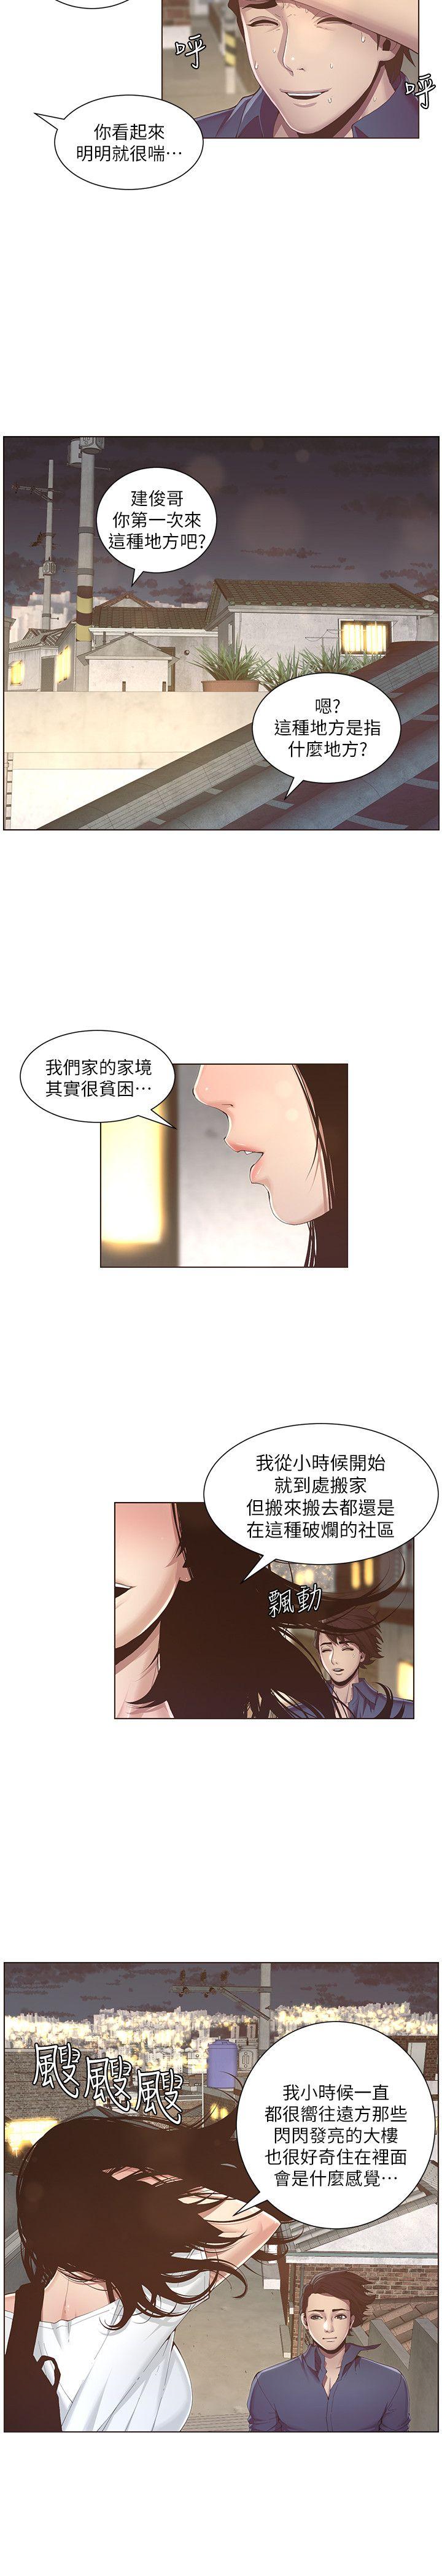 呼
呼
你看起來
明明就很喘…
建俊哥
你第一次來
這種地方吧?
嗯?
這種地方是指
什麼地方?
我們家的家境
其實很貧困…
我從小時候開始
就到處搬家
但搬來搬去都還是
在這種破爛的社區
飄動
颼颼颼
我小時候一直
都很嚮往遠方那些
閃閃發亮的大樓
也很好奇住在裡面
會是什麼感覺…